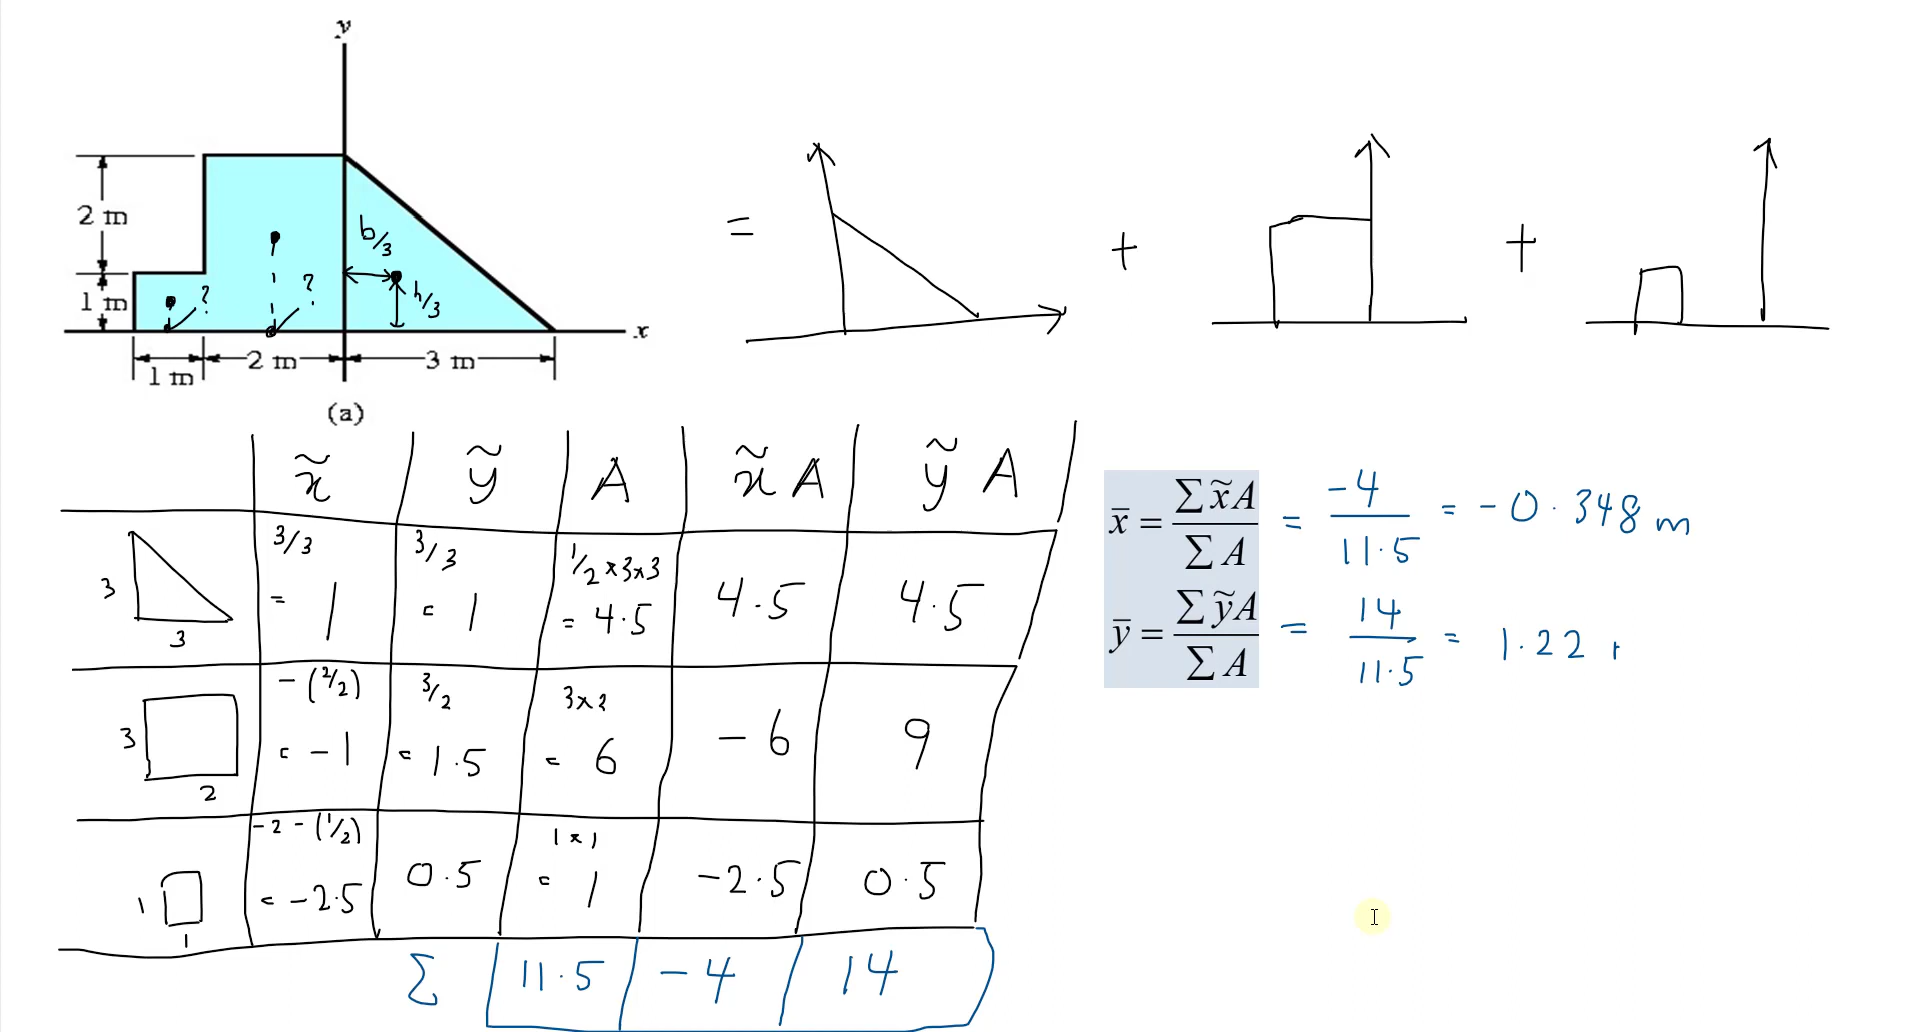 y
2 m
1 m
b/3
h/3
?
?
x
1 m
2 m
3 m
(a)
=
+
+
x̃ ỹ A x̃A ỹA
3
3
3/3
= 1
3/3
= 1
1/2 × 3×3
= 4.5
4.5
4.5
3
2
-(2/2)
= -1
3/2
= 1.5
= 6
-6
9
1
1
-2 - (1/2)
= -2.5
0.5
1×1
= 1
-2.5
0.5
Σ 11.5 -4 14
x̄ = Σx̃A / ΣA = -4 / 11.5 = -0.348 m
ȳ = ΣỹA / ΣA = 14 / 11.5 = 1.22